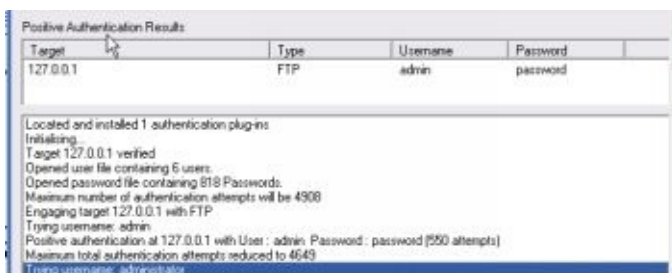 Positive Authentication Results
Target Type Username Password
127.0.0.1 FTP admin password
Located and installed 1 authentication plug-ins
Initialising...
Target 127.0.0.1 verified
Opened user file containing 6 users.
Opened password file containing 818 Passwords.
Maximum number of authentication attempts will be 4908
Engaging target 127.0.0.1 with FTP
Trying username: admin
Positive authentication at 127.0.0.1 with User : admin Password : password (550 attempts)
Maximum total authentication attempts reduced to 4649
Trying username: administrator